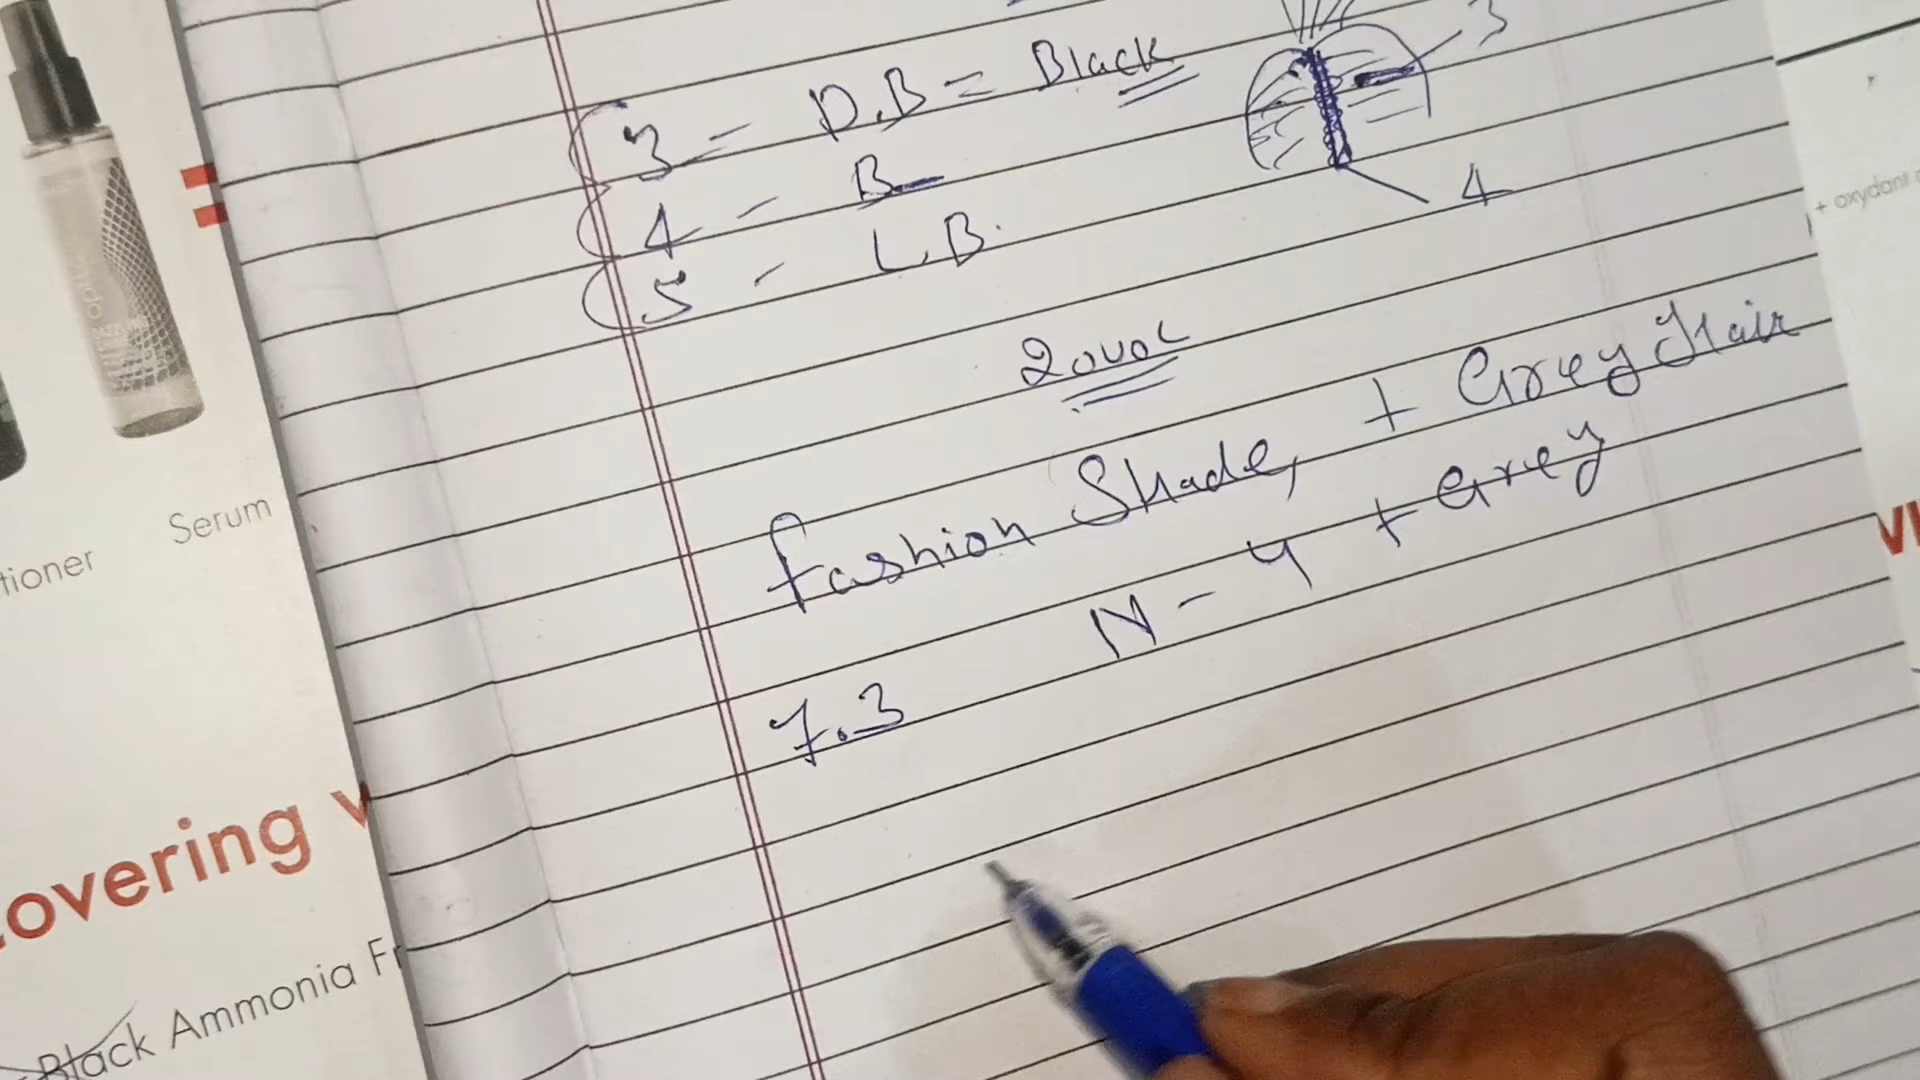 3 - D.B = Black
3
4 - B
4
5 - L.B.
20VOL
Fashion Shade, + Grey Hair
N - 4 + Grey
7.3
Serum
tioner
overing
Black Ammonia Fr
+ oxydant